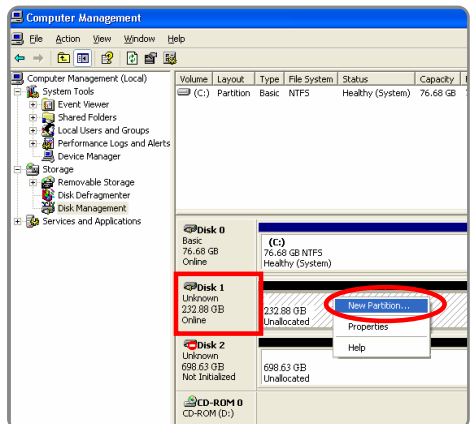 Computer Management
File Action View Window Help
Computer Management (Local)
System Tools
Event Viewer
Shared Folders
Local Users and Groups
Performance Logs and Alerts
Device Manager
Storage
Removable Storage
Disk Defragmenter
Disk Management
Services and Applications
Volume Layout Type File System Status Capacity
(C:) Partition Basic NTFS Healthy (System) 76.68 GB
Disk 0
Basic
76.68 GB
Online
(C:)
76.68 GB NTFS
Healthy (System)
Disk 1
Unknown
232.88 GB
Online
232.88 GB
Unallocated
New Partition...
Properties
Help
Disk 2
Unknown
698.63 GB
Not Initialized
698.63 GB
Unallocated
CD-ROM 0
CD-ROM (D:)